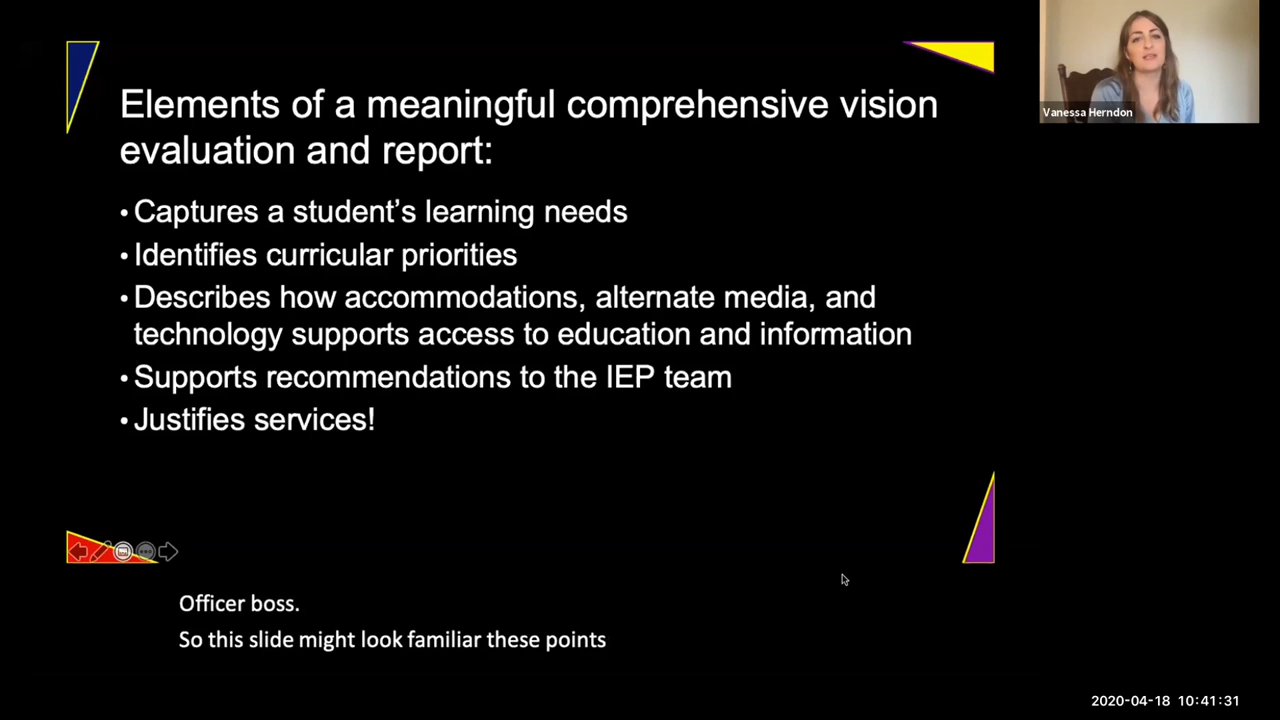 Elements of a meaningful comprehensive vision
evaluation and report:
• Captures a student’s learning needs
• Identifies curricular priorities
• Describes how accommodations, alternate media, and
technology supports access to education and information
• Supports recommendations to the IEP team
• Justifies services!
Vanessa Herndon
Officer boss.
So this slide might look familiar these points
2020-04-18 10:41:31